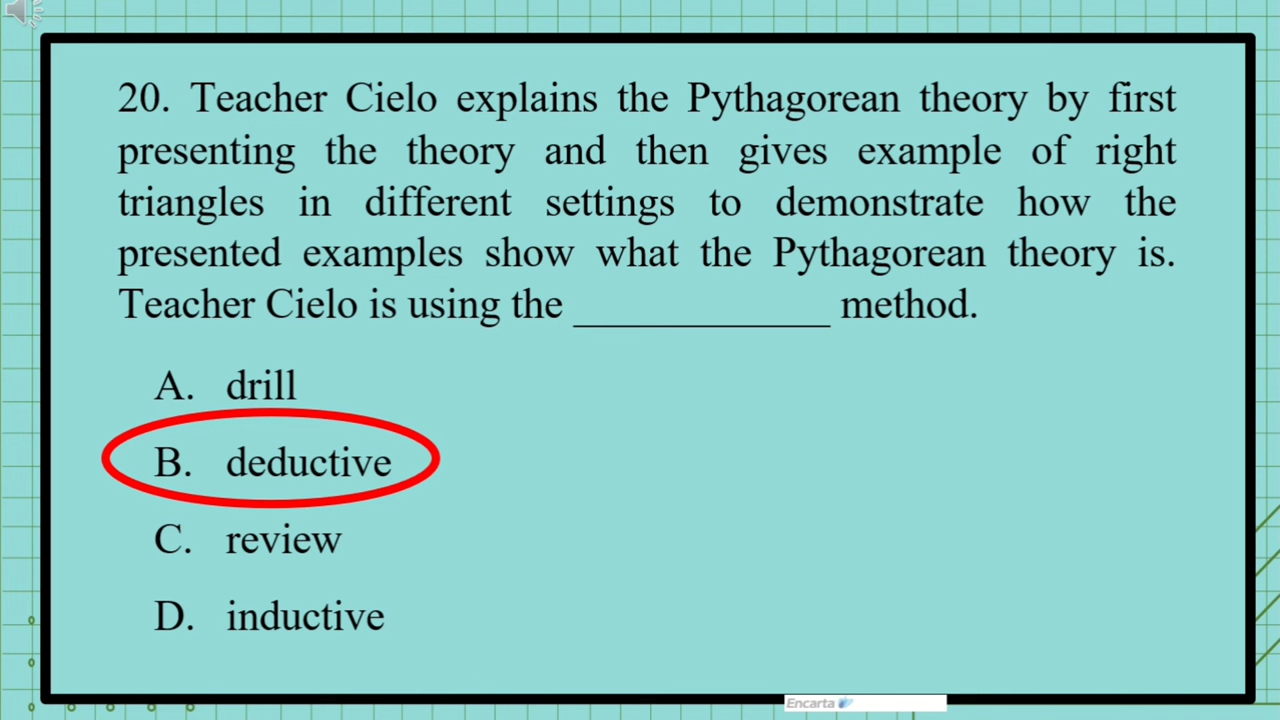 20. Teacher Cielo explains the Pythagorean theory by first
presenting the theory and then gives example of right
triangles in different settings to demonstrate how the
presented examples show what the Pythagorean theory is.
Teacher Cielo is using the ____________ method.
A. drill
B. deductive
C. review
D. inductive
Encarta